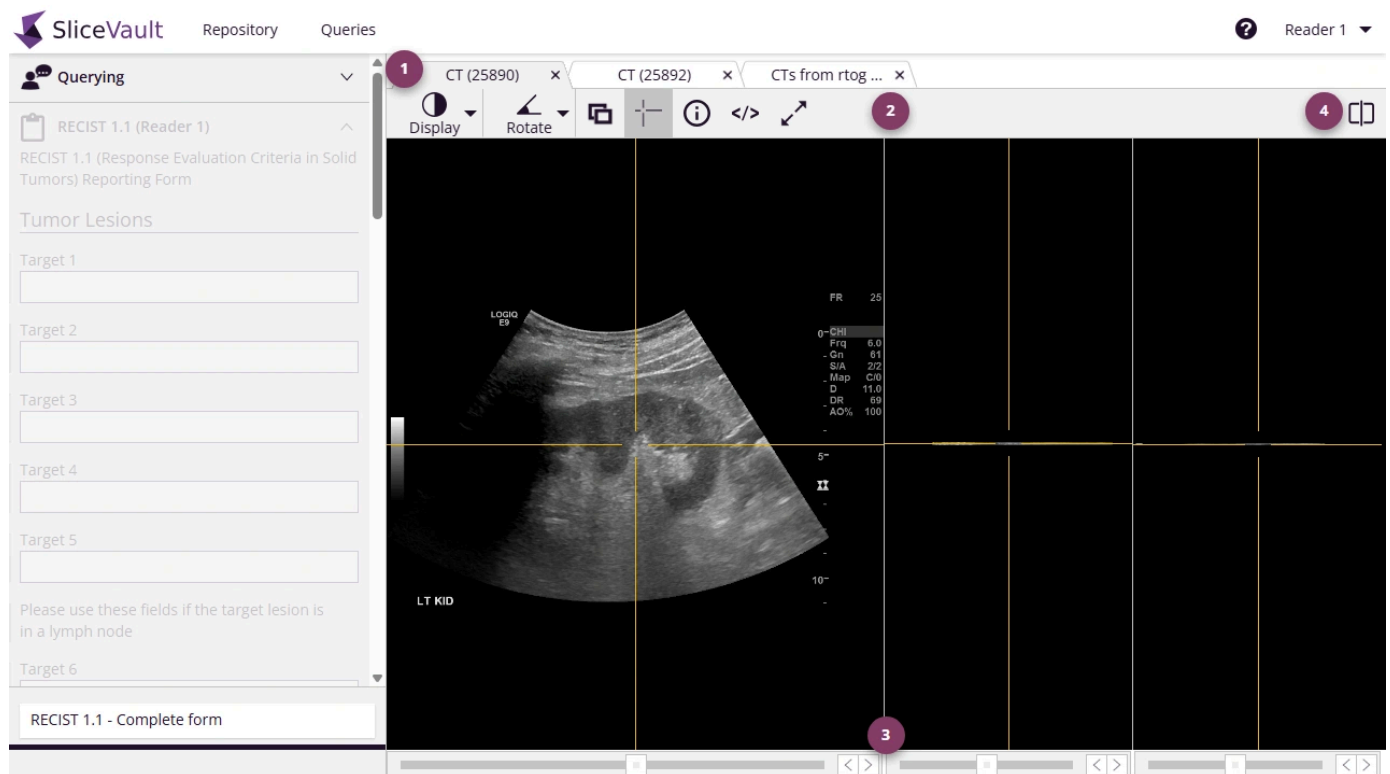 SliceVault Repository Queries ? Reader 1
Querying
RECIST 1.1 (Reader 1)
RECIST 1.1 (Response Evaluation Criteria in Solid
Tumors) Reporting Form
Tumor Lesions
Target 1
Target 2
Target 3
Target 4
Target 5
Please use these fields if the target lesion is
in a lymph node
Target 6
RECIST 1.1 - Complete form
1 CT (25890) × CT (25892) × CTs from rtog ... ×
Display Rotate </> 2 4
LOGIQ
E9
FR 25
0 CHI
Frq 6.0
Gn 61
S/A 2/2
Map C/0
D 11.0
DR 69
AO% 100
5
10
LT KID
3
< > < > < >